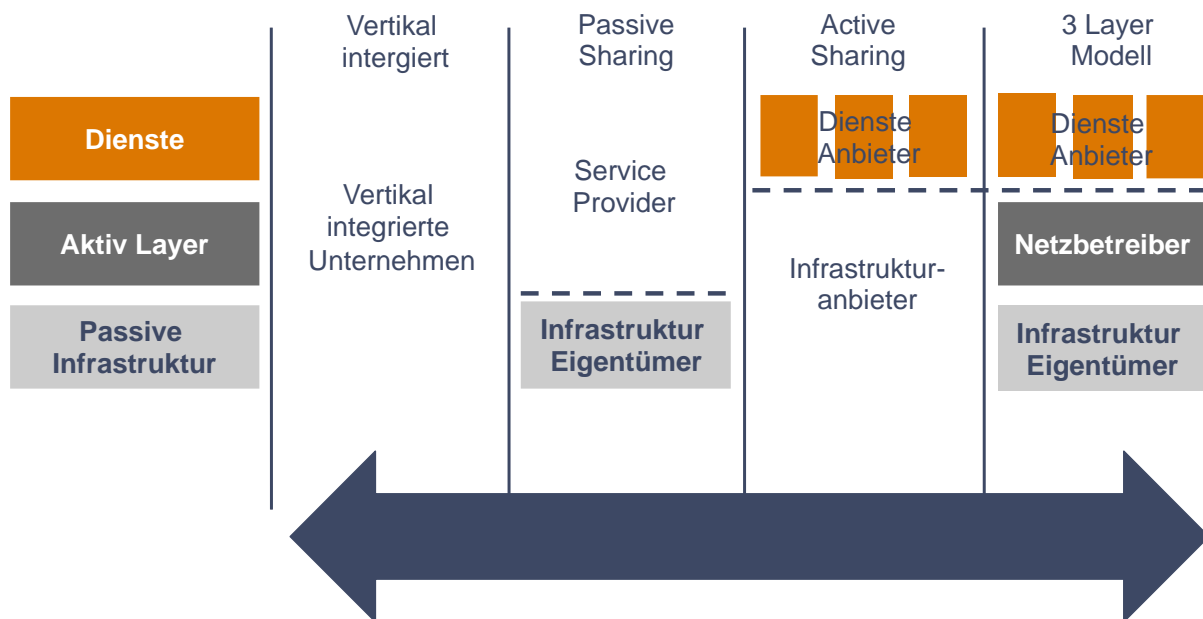 Vertikal
intergiert
Passive
Sharing
Active
Sharing
3 Layer
Modell
Dienste
Aktiv Layer
Passive
Infrastruktur
Vertikal
integrierte
Unternehmen
Service
Provider
Infrastruktur
Eigentümer
Dienste
Anbieter
Infrastruktur-
anbieter
Dienste
Anbieter
Netzbetreiber
Infrastruktur
Eigentümer